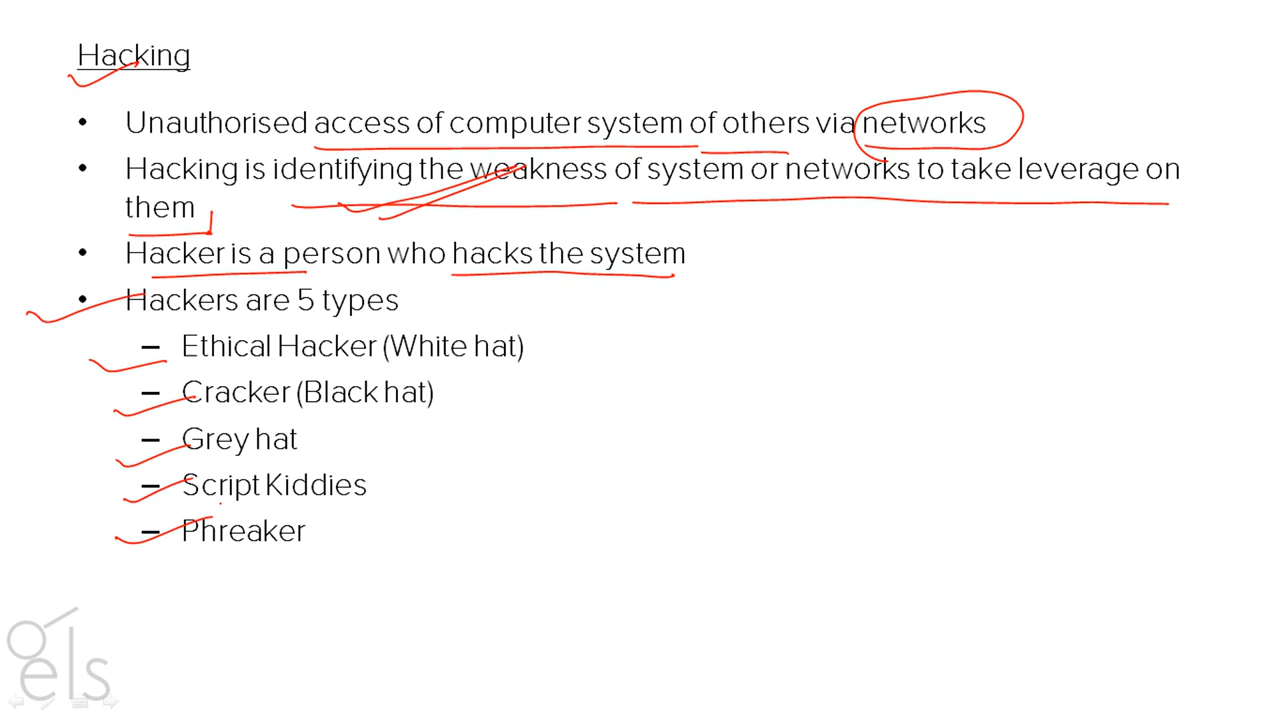 Hacking
• Unauthorised access of computer system of others via networks
• Hacking is identifying the weakness of system or networks to take leverage on
them
• Hacker is a person who hacks the system
• Hackers are 5 types
– Ethical Hacker (White hat)
– Cracker (Black hat)
– Grey hat
– Script Kiddies
– Phreaker
els